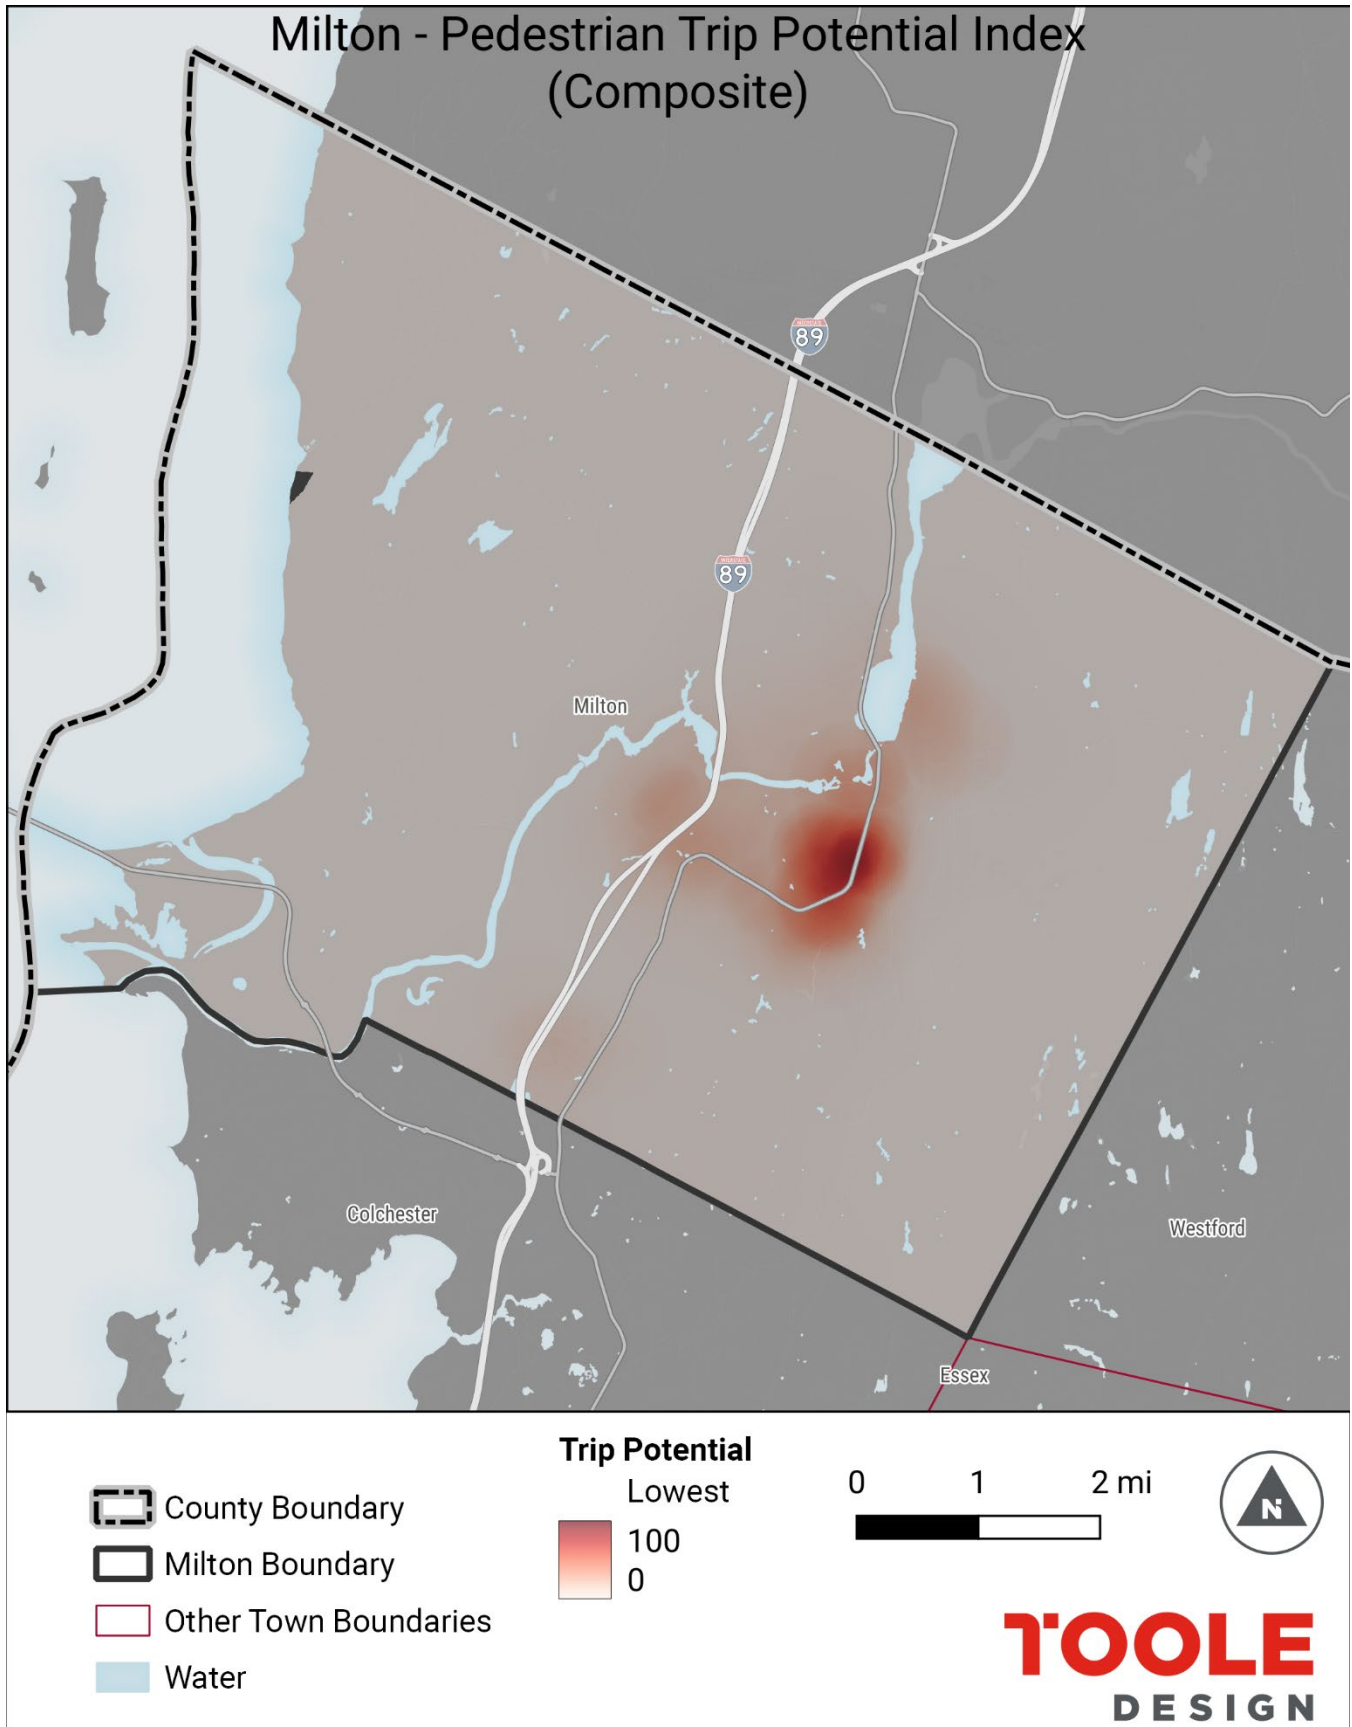 Milton - Pedestrian Trip Potential Index
(Composite)
89
89
Milton
Colchester
Westford
Essex
Trip Potential
Lowest
100
0
County Boundary
Milton Boundary
Other Town Boundaries
Water
0 1 2 mi
N
TOOLE
DESIGN